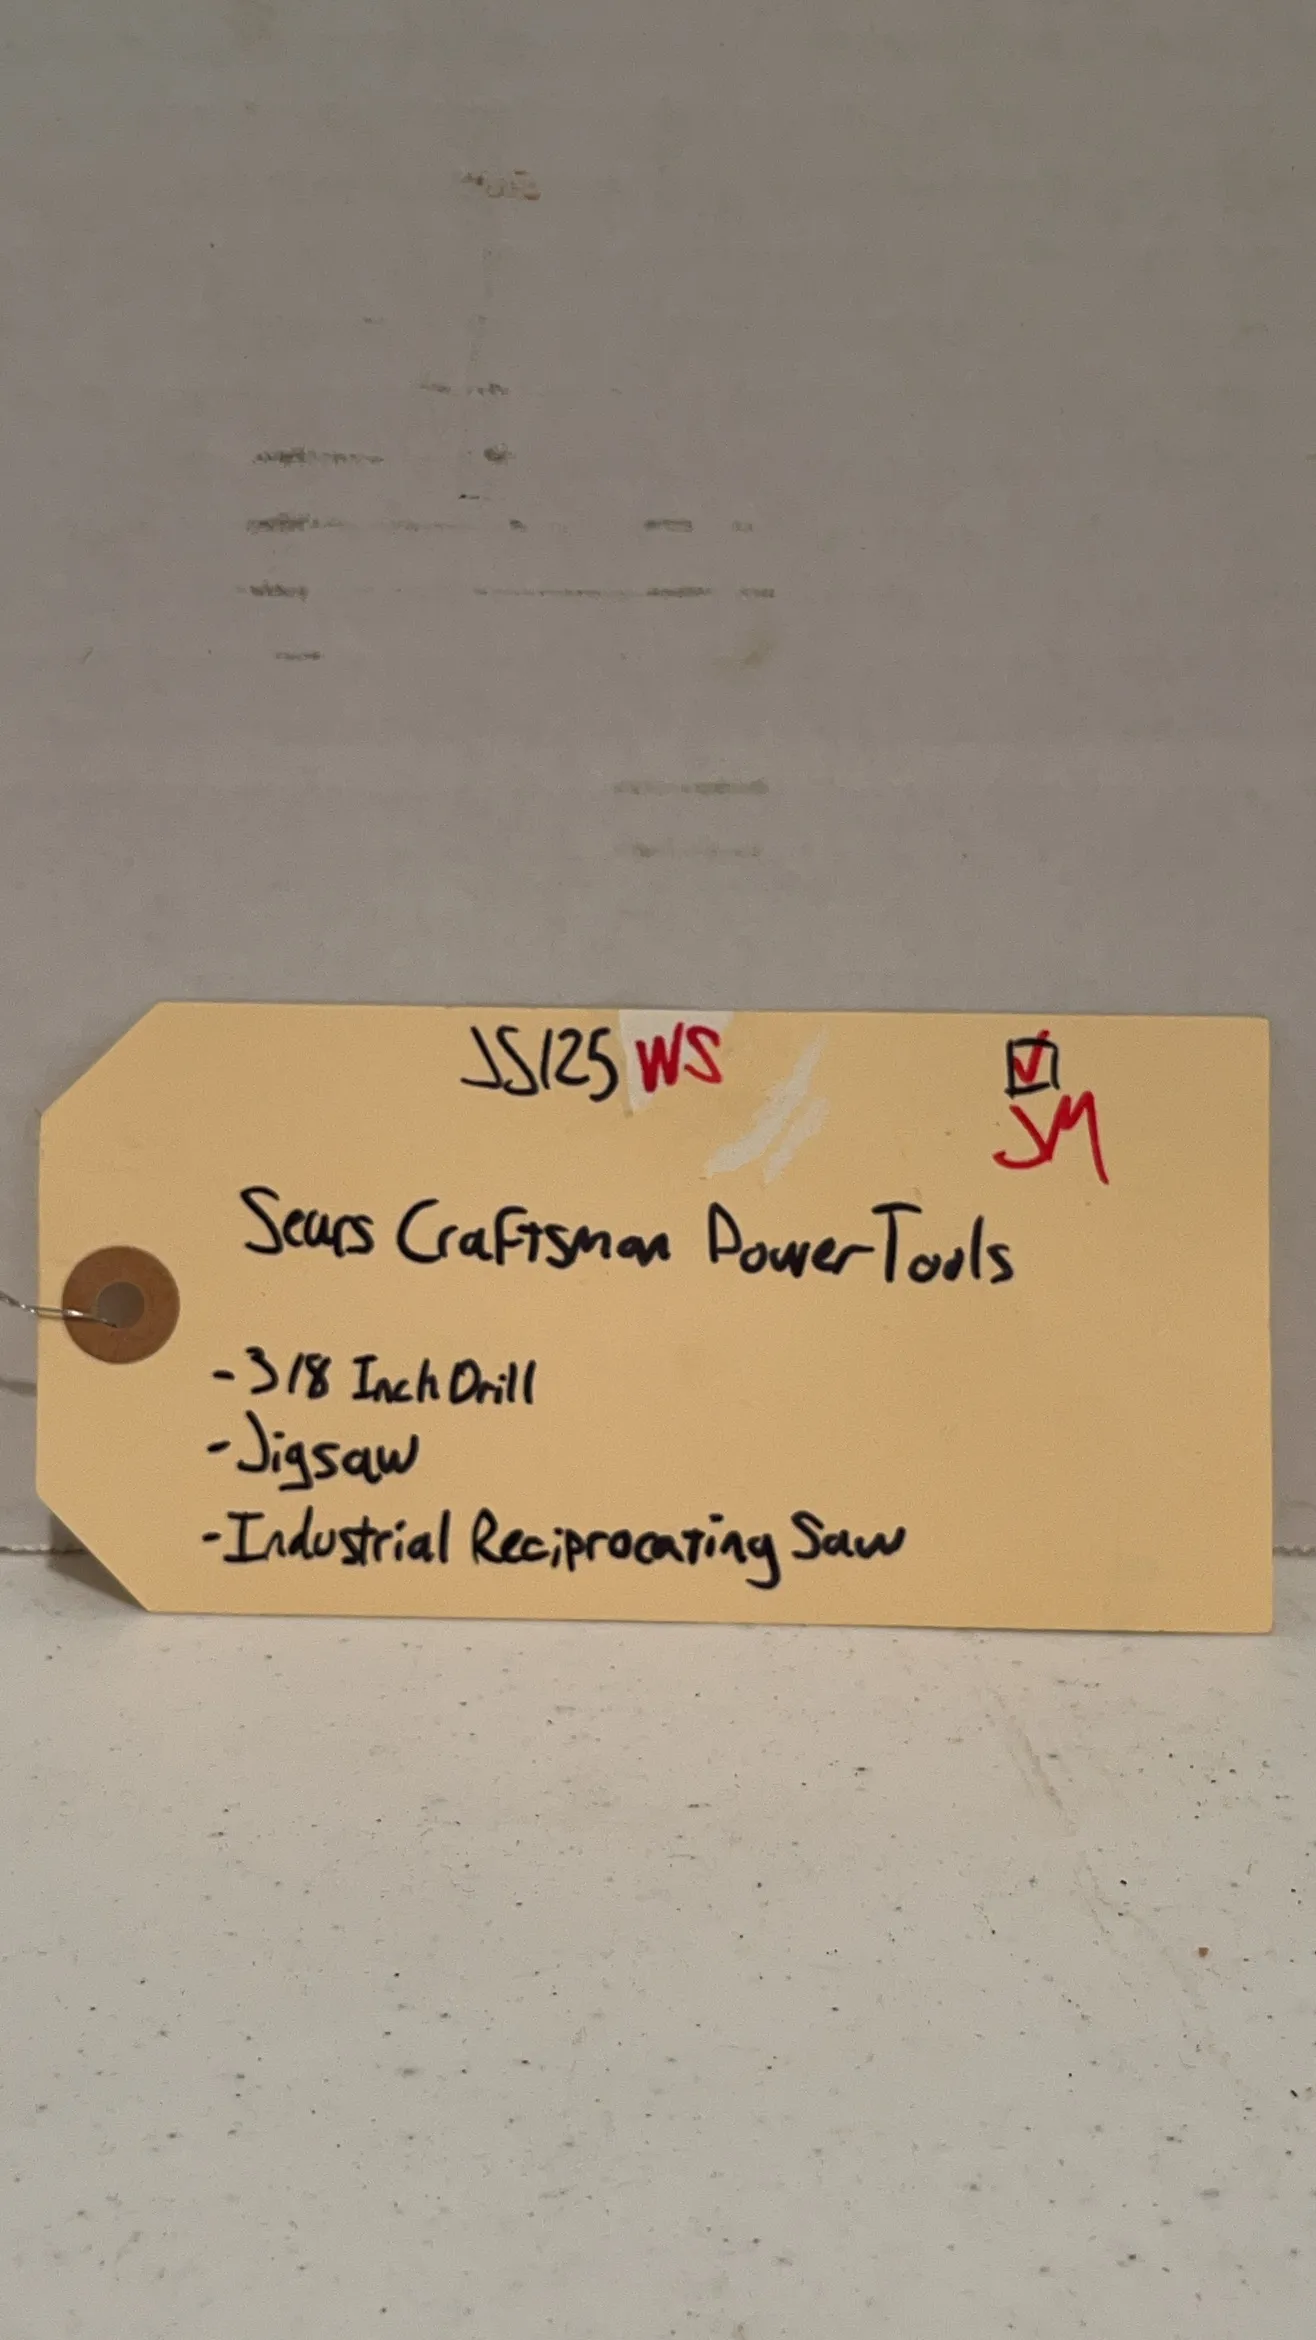 JS125 WS ☑
JM
Sears Craftsman Power Tools
- 3/8 Inch Drill
- Jigsaw
- Industrial Reciprocating Saw